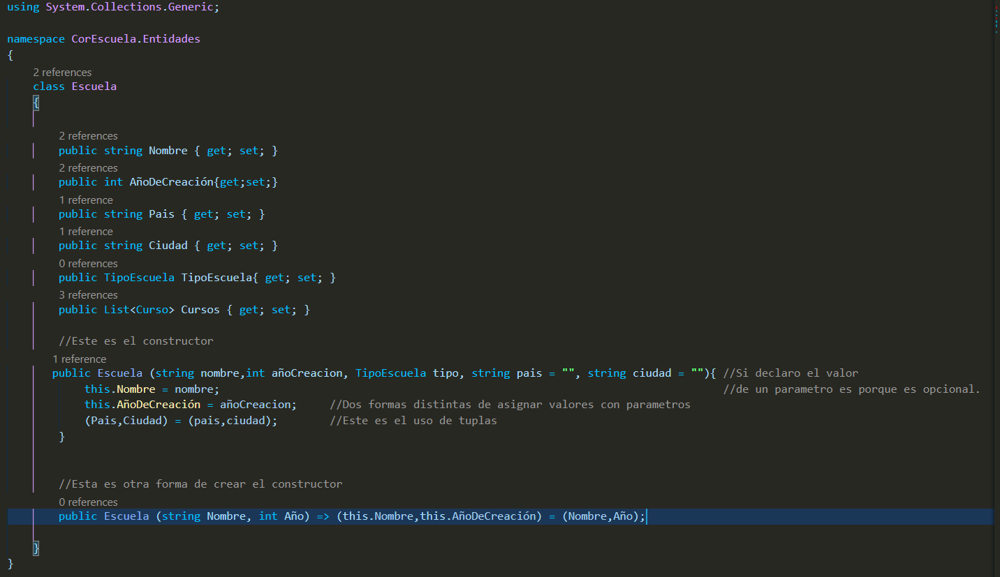 using System.Collections.Generic;
namespace CorEscuela.Entidades
{
2 references
class Escuela
{
2 references
public string Nombre { get; set; }
2 references
public int AñoDeCreación{get;set;}
1 reference
public string Pais { get; set; }
1 reference
public string Ciudad { get; set; }
0 references
public TipoEscuela TipoEscuela{ get; set; }
3 references
public List<Curso> Cursos { get; set; }
//Este es el constructor
1 reference
public Escuela (string nombre,int añoCreacion, TipoEscuela tipo, string pais = "", string ciudad = ""){ //Si declaro el valor
this.Nombre = nombre; //de un parametro es porque es opcional.
this.AñoDeCreación = añoCreacion; //Dos formas distintas de asignar valores con parametros
(Pais,Ciudad) = (pais,ciudad); //Este es el uso de tuplas
}
//Esta es otra forma de crear el constructor
0 references
public Escuela (string Nombre, int Año) => (this.Nombre,this.AñoDeCreación) = (Nombre,Año);
}
}